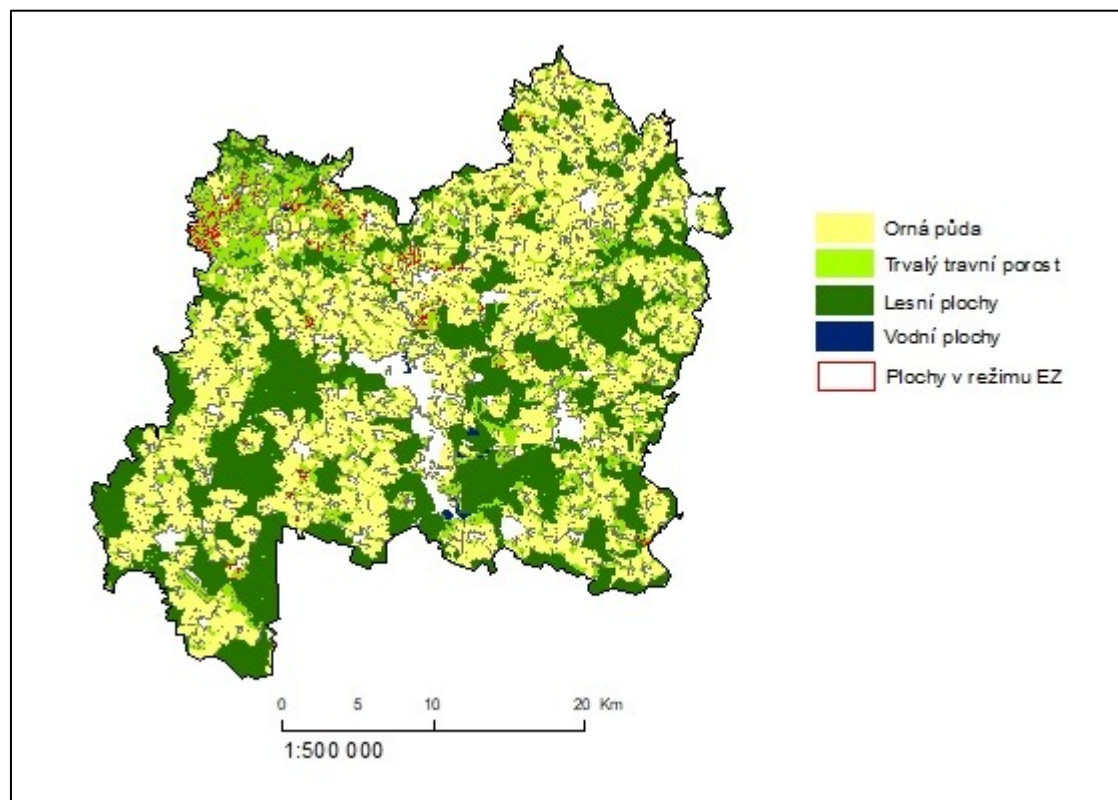 Orná půda
Trvalý travní porost
Lesní plochy
Vodní plochy
Plochy v režimu EZ
0 5 10 20 Km
1:500 000